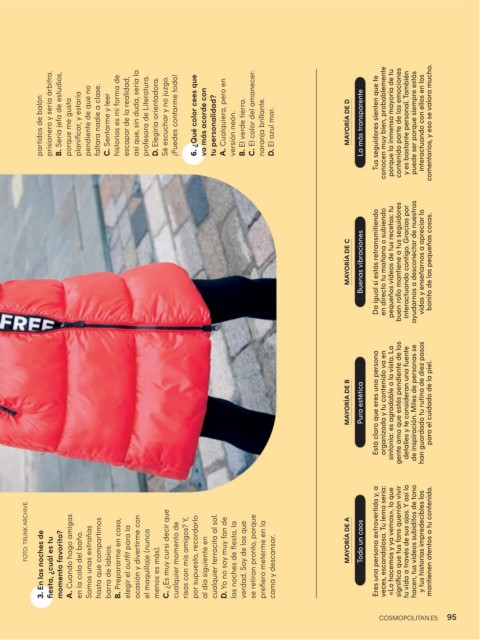 FOTO: TRUNK ARCHIVE.
3. En las noches de
fiesta, ¿cuál es tu
momento favorito?
A. Cuando hago amigas
en la cola del baño.
Somos unas extrañas
hasta que compartimos
barra de labios.
B. Prepararme en casa,
elegir el outfit para la
ocasión y divertirme con
el maquillaje (nunca
menos es más).
C. ¿Es muy cursi decir que
cualquier momento de
risas con mis amigas? Y,
por supuesto, recordarlo
al día siguiente en
cualquier terracita al sol.
D. Yo no soy muy fan de
las noches de fiesta, la
verdad. Soy de las que
se retiran pronto, porque
prefiero meterme en la
cama y descansar.
FREE
partidos de balón
prisionero y sería árbitra.
B. Sería jefa de estudios,
porque me gusta
planificar, y estaría
pendiente de que no
faltara nadie a clase.
C. Sentarme y leer
historias es mi forma de
escapar de la realidad,
así que, sin duda, sería la
profesora de Literatura.
D. Elegiría orientadora.
Sé escuchar y no juzgo.
¡Puedes contarme todo!
6. ¿Qué color crees que
va más acorde con
tu personalidad?
A. Cualquiera, pero en
versión neón.
B. El verde tierra.
C. El color del amanecer:
naranja brillante.
D. El azul mar.
MAYORÍA DE A
Todo un caos
Eres una persona extrovertida y, a
veces, escandalosa. Tu lema sería:
«Lo hacemos y ya vemos», lo que
significa que tus fans querrán vivir
tu vida a través de sus ojos. Y así lo
hacen, tus vídeos subiditos de tono
y tus historias impredecibles los
mantienen atentos a tu contenido.
MAYORÍA DE B
Pura estética
Está claro que eres una persona
organizada y tu contenido va en
sintonía: es agradable a la vista. La
gente ama que estés pendiente de los
detalles y te consideran una fuente
de inspiración. Miles de personas se
han guardado tu rutina de diez pasos
para el cuidado de la piel.
MAYORÍA DE C
Buenas vibraciones
Da igual si estás retransmitiendo
en directo tu mañana o subiendo
pequeños vídeos de tus recetas: tu
buen rollo mantiene a tus seguidores
interactuando contigo. Gracias por
ayudarnos a desconectar de nuestras
vidas y enseñarnos a apreciar lo
bonito de las pequeñas cosas.
MAYORÍA DE D
La más transparente
Tus seguidores sienten que te
conocen muy bien, probablemente
porque la inmensa mayoría de tu
contenido parte de las emociones
y es bastante personal. También
puede ser porque siempre estás
interactuando con ellos en los
comentarios, y eso se valora mucho.
COSMOPOLITAN.ES 95